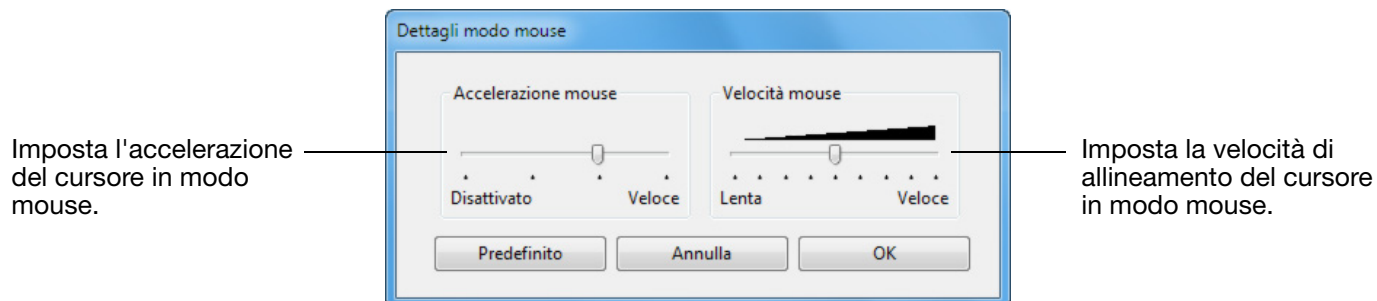 Dettagli modo mouse
Imposta l'accelerazione
del cursore in modo
mouse.
Accelerazione mouse
Disattivato Veloce
Velocità mouse
Lenta Veloce
Predefinito Annulla OK
Imposta la velocità di
allineamento del cursore
in modo mouse.